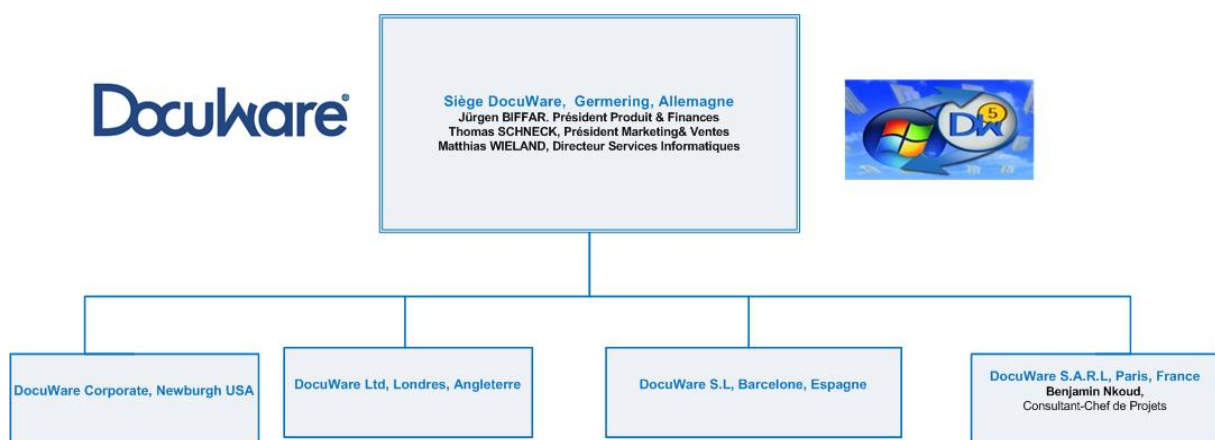 DocuWare®
Siège DocuWare, Germering, Allemagne
Jürgen BIFFAR. Président Produit & Finances
Thomas SCHNECK, Président Marketing& Ventes
Matthias WIELAND, Directeur Services Informatiques
DW 5
DocuWare Corporate, Newburgh USA
DocuWare Ltd, Londres, Angleterre
DocuWare S.L, Barcelone, Espagne
DocuWare S.A.R.L, Paris, France
Benjamin Nkoud,
Consultant-Chef de Projets